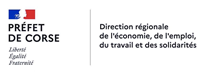 PRÉFET
DE CORSE
Liberté
Égalité
Fraternité
Direction régionale
de l'économie, de l'emploi,
du travail et des solidarités